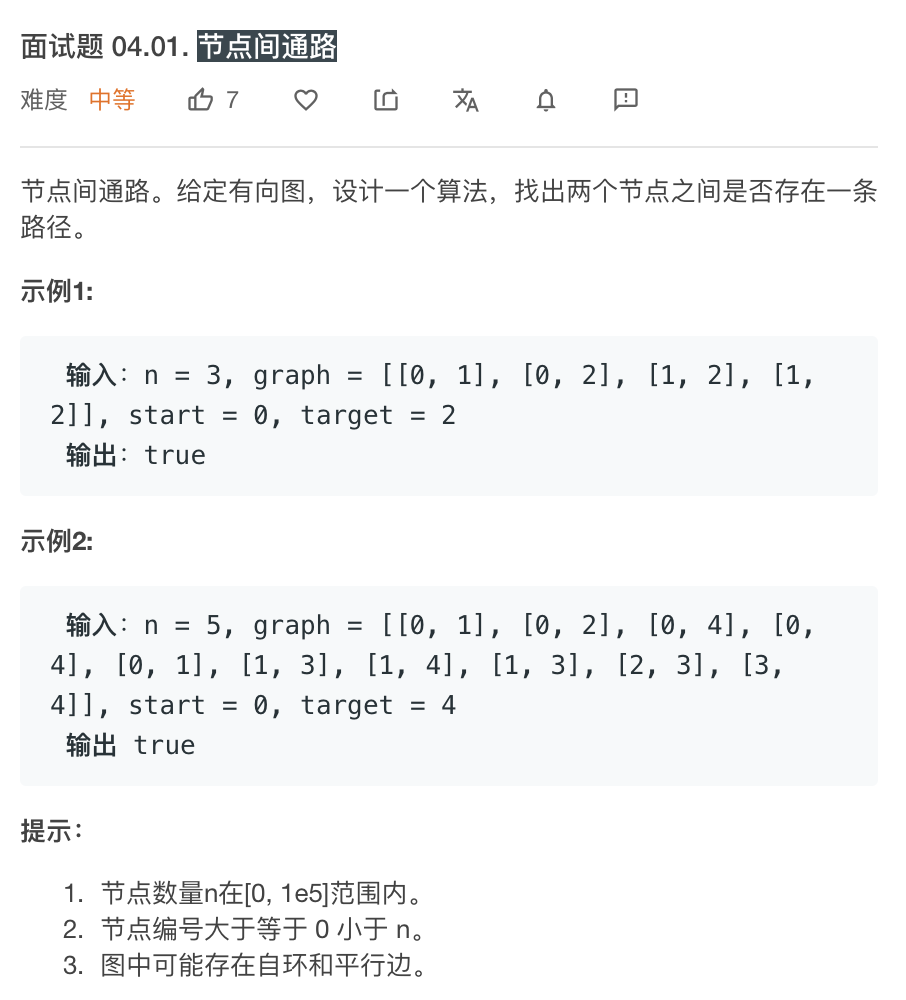 面试题 04.01. 节点间通路
难度 中等 7
节点间通路。给定有向图，设计一个算法，找出两个节点之间是否存在一条
路径。
示例1:
输入：n = 3, graph = [[0, 1], [0, 2], [1, 2], [1,
2]], start = 0, target = 2
输出：true
示例2:
输入：n = 5, graph = [[0, 1], [0, 2], [0, 4], [0,
4], [0, 1], [1, 3], [1, 4], [1, 3], [2, 3], [3,
4]], start = 0, target = 4
输出 true
提示：
1. 节点数量n在[0, 1e5]范围内。
2. 节点编号大于等于 0 小于 n。
3. 图中可能存在自环和平行边。